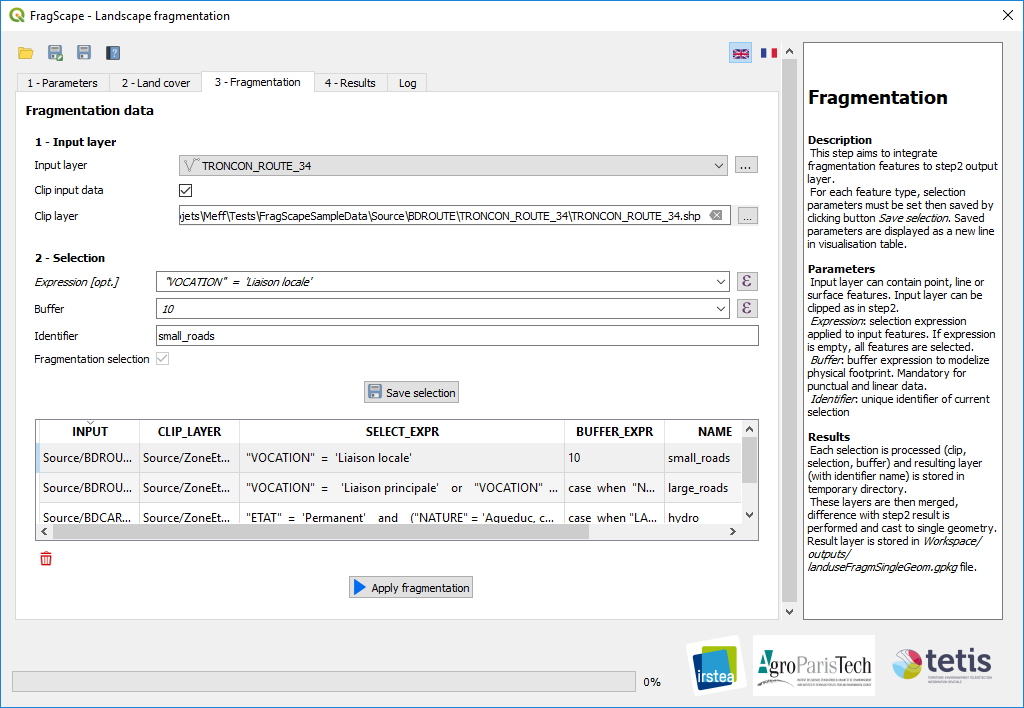 FragScape - Landscape fragmentation
1 - Parameters
2 - Land cover
3 - Fragmentation
4 - Results
Log
Fragmentation data
1 - Input layer
Input layer
TRONCON_ROUTE_34
...
Clip input data
Clip layer
ojets\Meff\Tests\FragScapeSampleData\Source\BDROUTE\TRONCON_ROUTE_34\TRONCON_ROUTE_34.shp
...
2 - Selection
Expression [opt.]
"VOCATION" = 'Liaison locale'
ε
Buffer
10
ε
Identifier
small_roads
Fragmentation selection
Save selection
INPUT CLIP_LAYER SELECT_EXPR BUFFER_EXPR NAME
Source/BDROU... Source/ZoneEt... "VOCATION" = 'Liaison locale' 10 small_roads
Source/BDROU... Source/ZoneEt... "VOCATION" = 'Liaison principale' or "VOCATION" ... case when "N... large_roads
Source/BDCAR... Source/ZoneEt... "ETAT" = 'Permanent' and ("NATURE" = 'Aqueduc, c... case when "LA... hydro
Apply fragmentation
Fragmentation
Description
This step aims to integrate
fragmentation features to step2 output
layer.
For each feature type, selection
parameters must be set then saved by
clicking button Save selection. Saved
parameters are displayed as a new line
in visualisation table.
Parameters
Input layer can contain point, line or
surface features. Input layer can be
clipped as in step2.
Expression: selection expression
applied to input features. If expression
is empty, all features are selected.
Buffer: buffer expression to modelize
physical footprint. Mandatory for
punctual and linear data.
Identifier: unique identifier of current
selection
Results
Each selection is processed (clip,
selection, buffer) and resulting layer
(with identifier name) is stored in
temporary directory.
These layers are then merged,
difference with step2 result is
performed and cast to single geometry.
Result layer is stored in Workspace/
outputs/
landuseFragmSingleGeom.gpkg file.
0%
irstea
AgroParisTech
tetis